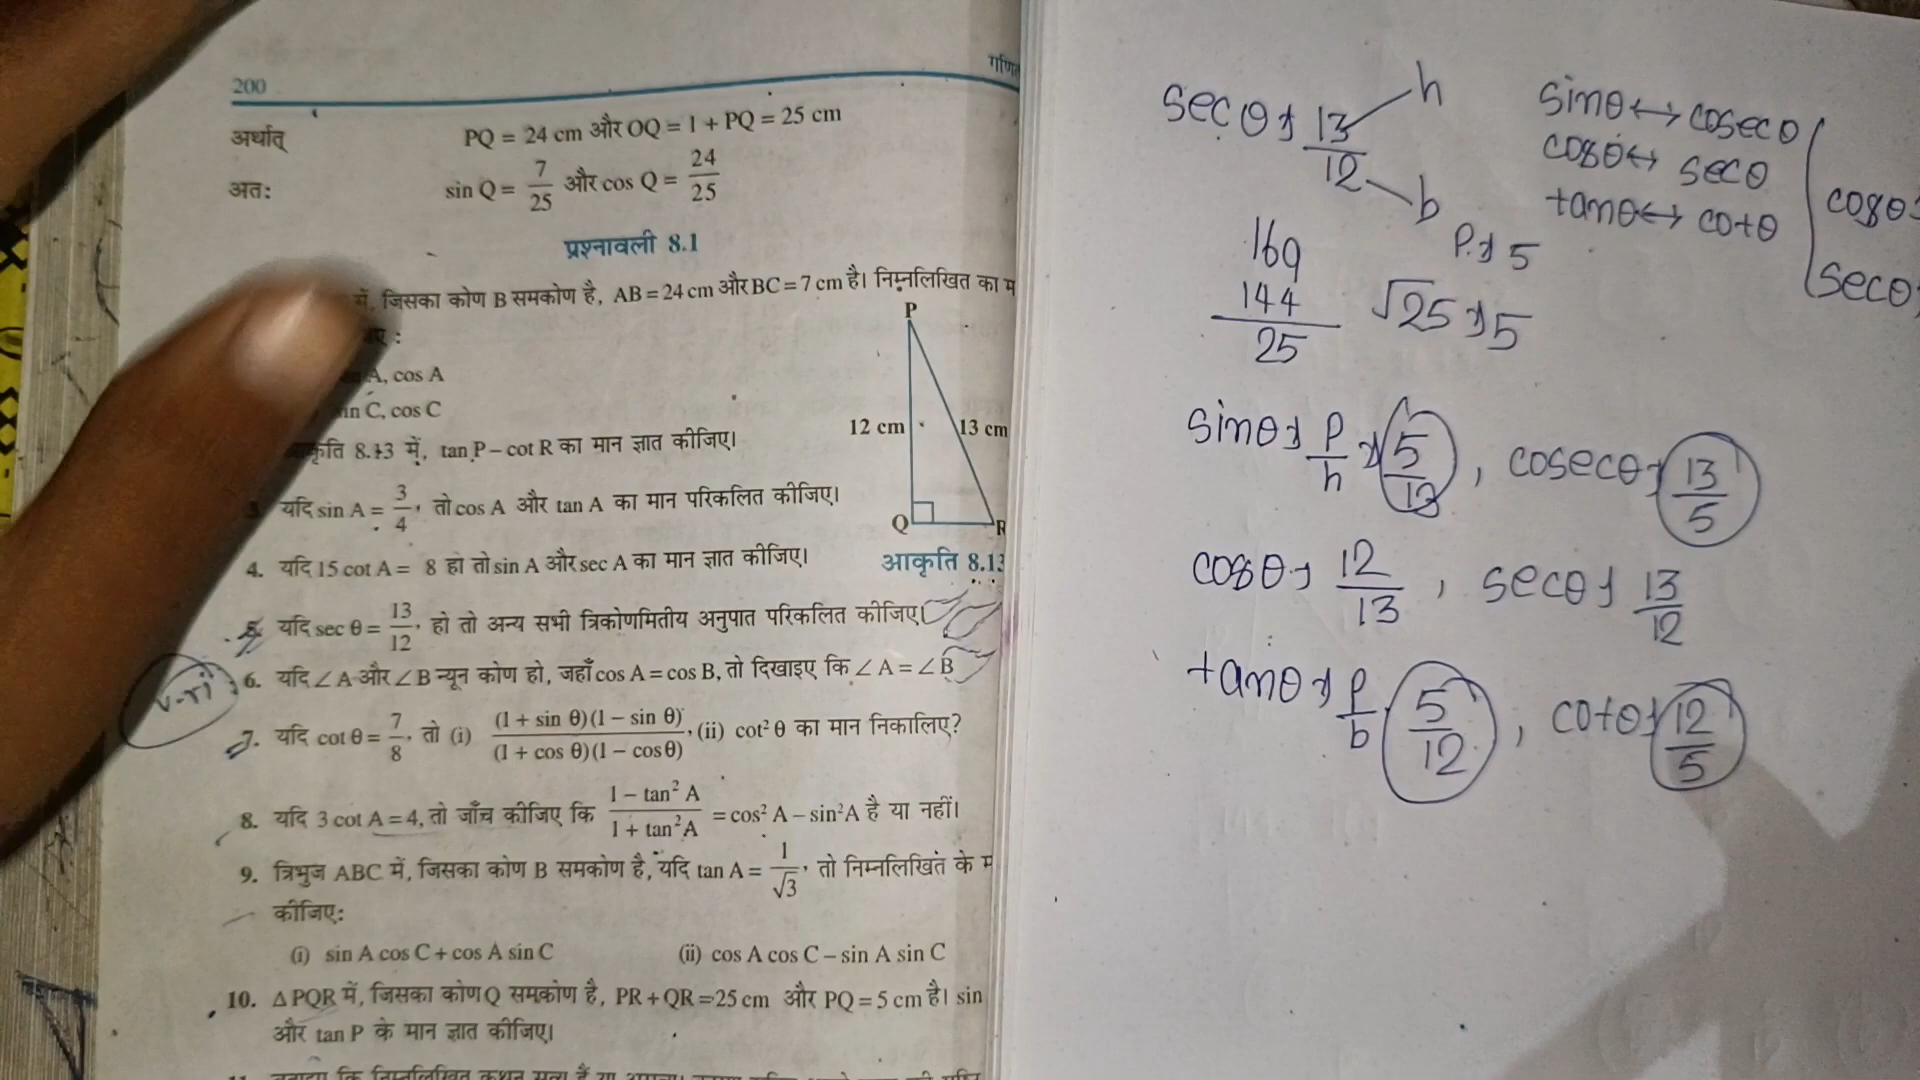 200
गणित
अर्थात् PQ = 24 cm और OQ = 1 + PQ = 25 cm
अतः sin Q = 7/25 और cos Q = 24/25
प्रश्नावली 8.1
में, जिसका कोण B समकोण है, AB = 24 cm और BC = 7 cm है। निम्नलिखित का
A, cos A
in C, cos C
8.13 में, tan P – cot R का मान ज्ञात कीजिए।
P
12 cm
13 cm
Q
R
आकृति 8.13
3. यदि sin A = 3/4, तो cos A और tan A का मान परिकलित कीजिए।
4. यदि 15 cot A = 8 हो तो sin A और sec A का मान ज्ञात कीजिए।
5. यदि sec θ = 13/12, हो तो अन्य सभी त्रिकोणमितीय अनुपात परिकलित कीजिए।
6. यदि ∠A और ∠B न्यून कोण हो, जहाँ cos A = cos B, तो दिखाइए कि ∠A = ∠B
7. यदि cot θ = 7/8, तो (i) (1 + sin θ)(1 – sin θ)/(1 + cos θ)(1 – cos θ), (ii) cot² θ का मान निकालिए?
8. यदि 3 cot A = 4, तो जाँच कीजिए कि 1 – tan² A/1 + tan² A = cos² A – sin² A है या नहीं।
9. त्रिभुज ABC में, जिसका कोण B समकोण है, यदि tan A = 1/√3, तो निम्नलिखित के
कीजिए:
(i) sin A cos C + cos A sin C (ii) cos A cos C – sin A sin C
10. Δ PQR में, जिसका कोण Q समकोण है, PR + QR = 25 cm और PQ = 5 cm है। sin
और tan P के मान ज्ञात कीजिए।
secθ 13/12 h b
sinθ ↔ cosecθ
cosθ ↔ secθ
tanθ ↔ cotθ
cosθ
secθ
P 5
169
144
25
√25 5
sinθ P/h 5/13, cosecθ 13/5
cosθ 12/13, secθ 13/12
tanθ P/b 5/12, cotθ 12/5